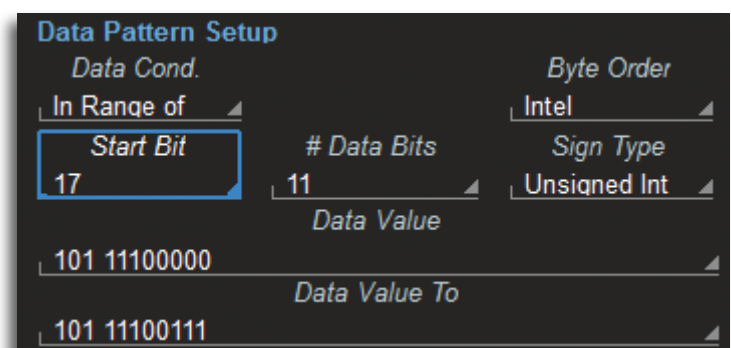 Data Pattern Setup
Data Cond. Byte Order
In Range of Intel
Start Bit # Data Bits Sign Type
17 11 Unsigned Int
Data Value
101 11100000
Data Value To
101 11100111